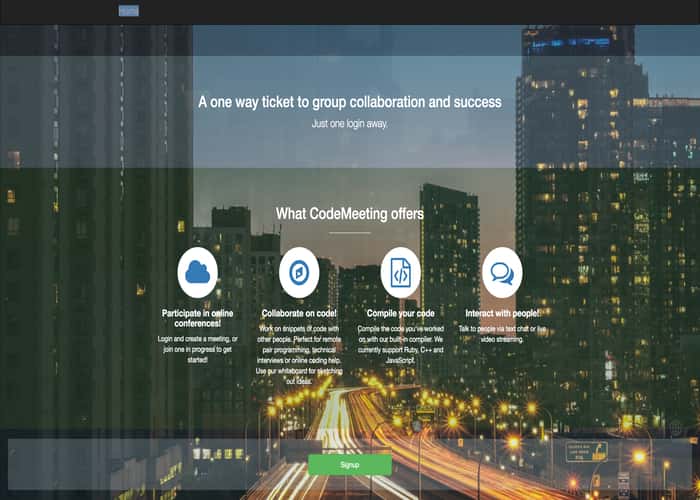 Home
A one way ticket to group collaboration and success
Just one login away.
What CodeMeeting offers
Participate in online
conferences!
Login and create a meeting, or
join one in progress to get
started!
Collaborate on code!
Work on snippets of code with
other people. Perfect for remote
pair programming, technical
interviews or online coding help.
Use our whiteboard for sketching
out ideas.
Compile your code
Compile the code you've worked
on with our built-in compiler. We
currently support Ruby, C++ and
JavaScript.
Interact with people!
Talk to people via text chat or live
video streaming.
Signup